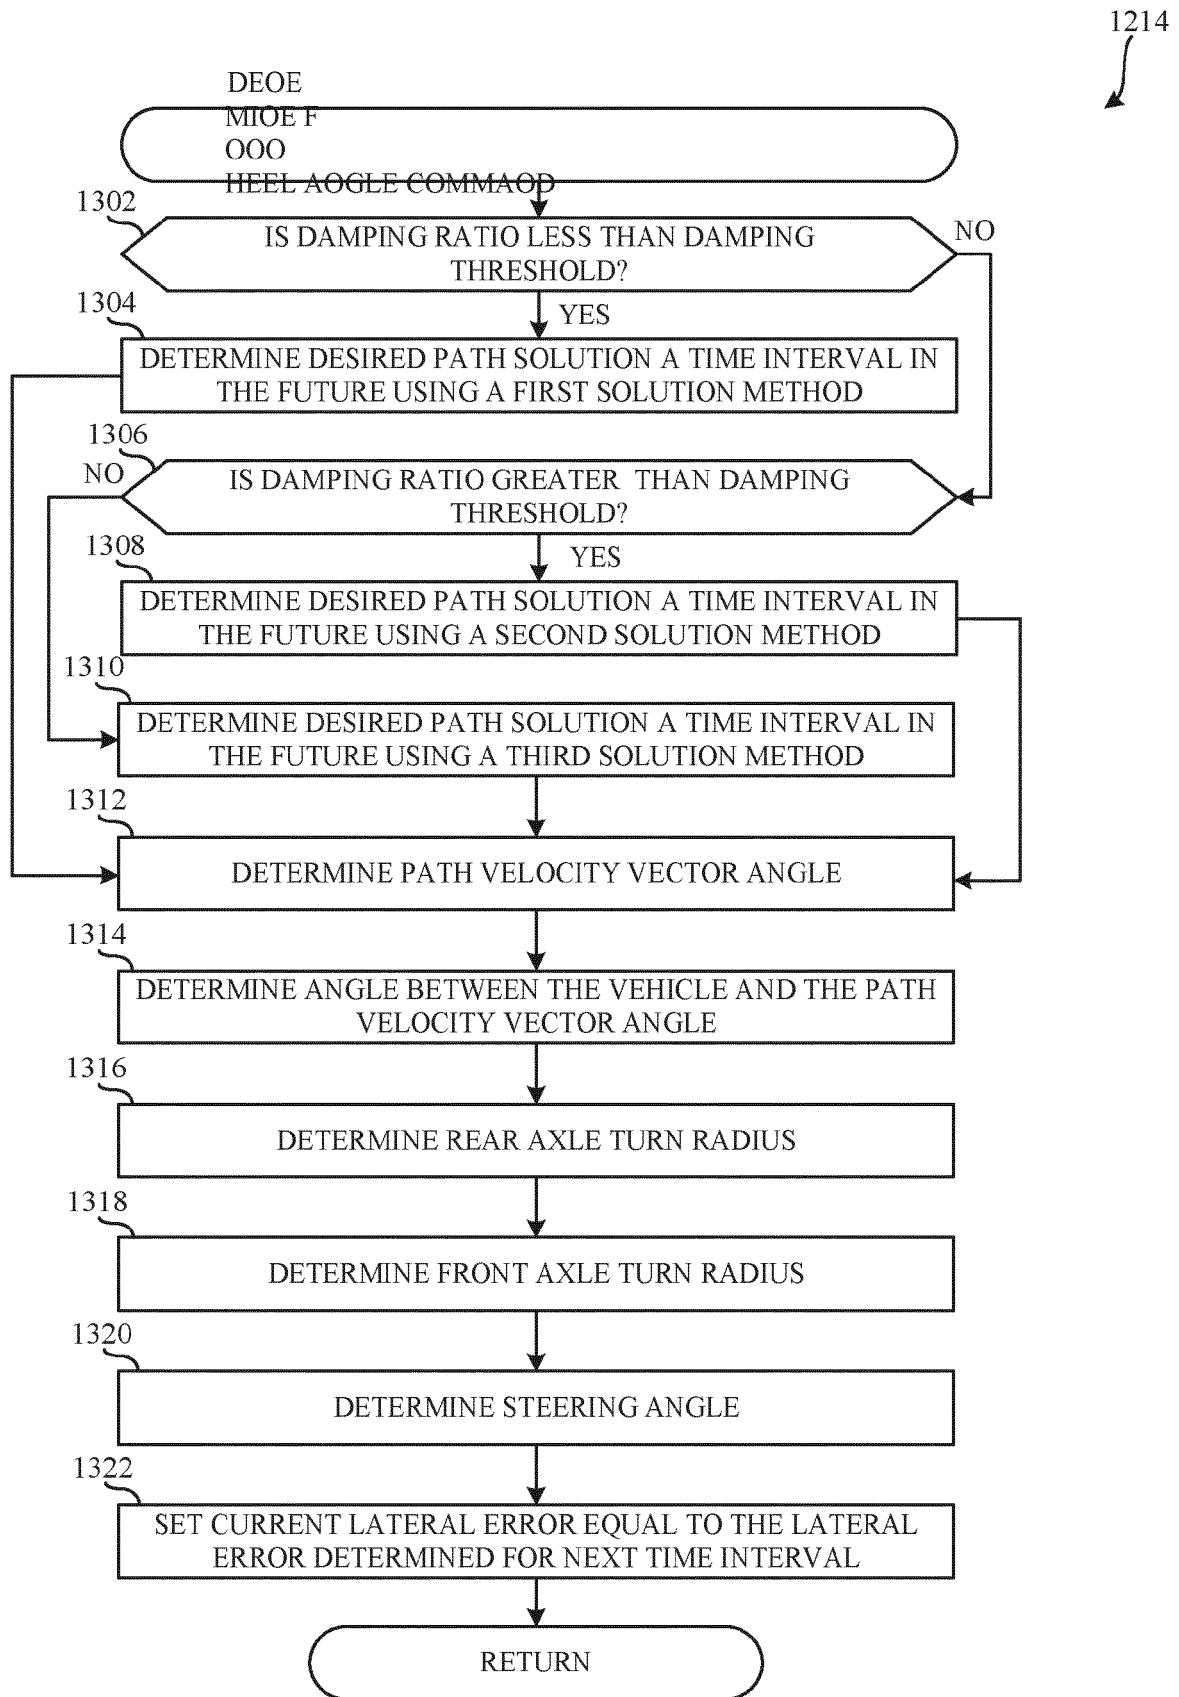 1214
DEOE
MIOE F
OOO
HEEL AOGLE COMMAOD
1302
IS DAMPING RATIO LESS THAN DAMPING
THRESHOLD?
NO
YES
1304
DETERMINE DESIRED PATH SOLUTION A TIME INTERVAL IN
THE FUTURE USING A FIRST SOLUTION METHOD
1306
NO
IS DAMPING RATIO GREATER THAN DAMPING
THRESHOLD?
YES
1308
DETERMINE DESIRED PATH SOLUTION A TIME INTERVAL IN
THE FUTURE USING A SECOND SOLUTION METHOD
1310
DETERMINE DESIRED PATH SOLUTION A TIME INTERVAL IN
THE FUTURE USING A THIRD SOLUTION METHOD
1312
DETERMINE PATH VELOCITY VECTOR ANGLE
1314
DETERMINE ANGLE BETWEEN THE VEHICLE AND THE PATH
VELOCITY VECTOR ANGLE
1316
DETERMINE REAR AXLE TURN RADIUS
1318
DETERMINE FRONT AXLE TURN RADIUS
1320
DETERMINE STEERING ANGLE
1322
SET CURRENT LATERAL ERROR EQUAL TO THE LATERAL
ERROR DETERMINED FOR NEXT TIME INTERVAL
RETURN